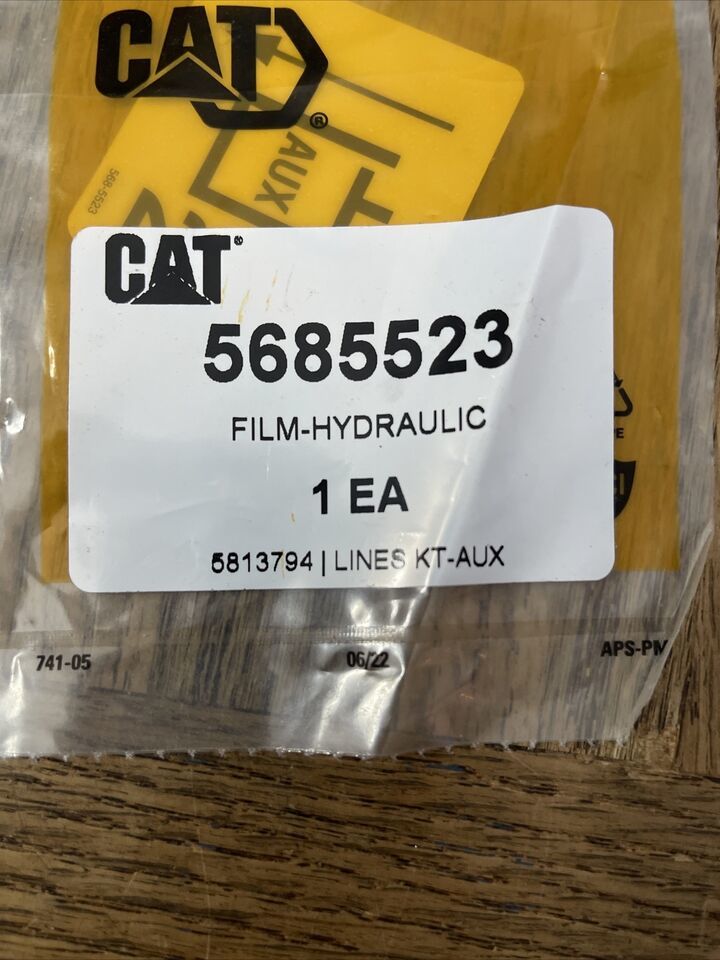 CAT
®
AUX
568-5523
CAT®
5685523
FILM-HYDRAULIC
1 EA
5813794 | LINES KT-AUX
741-05
06/22
APS-PM